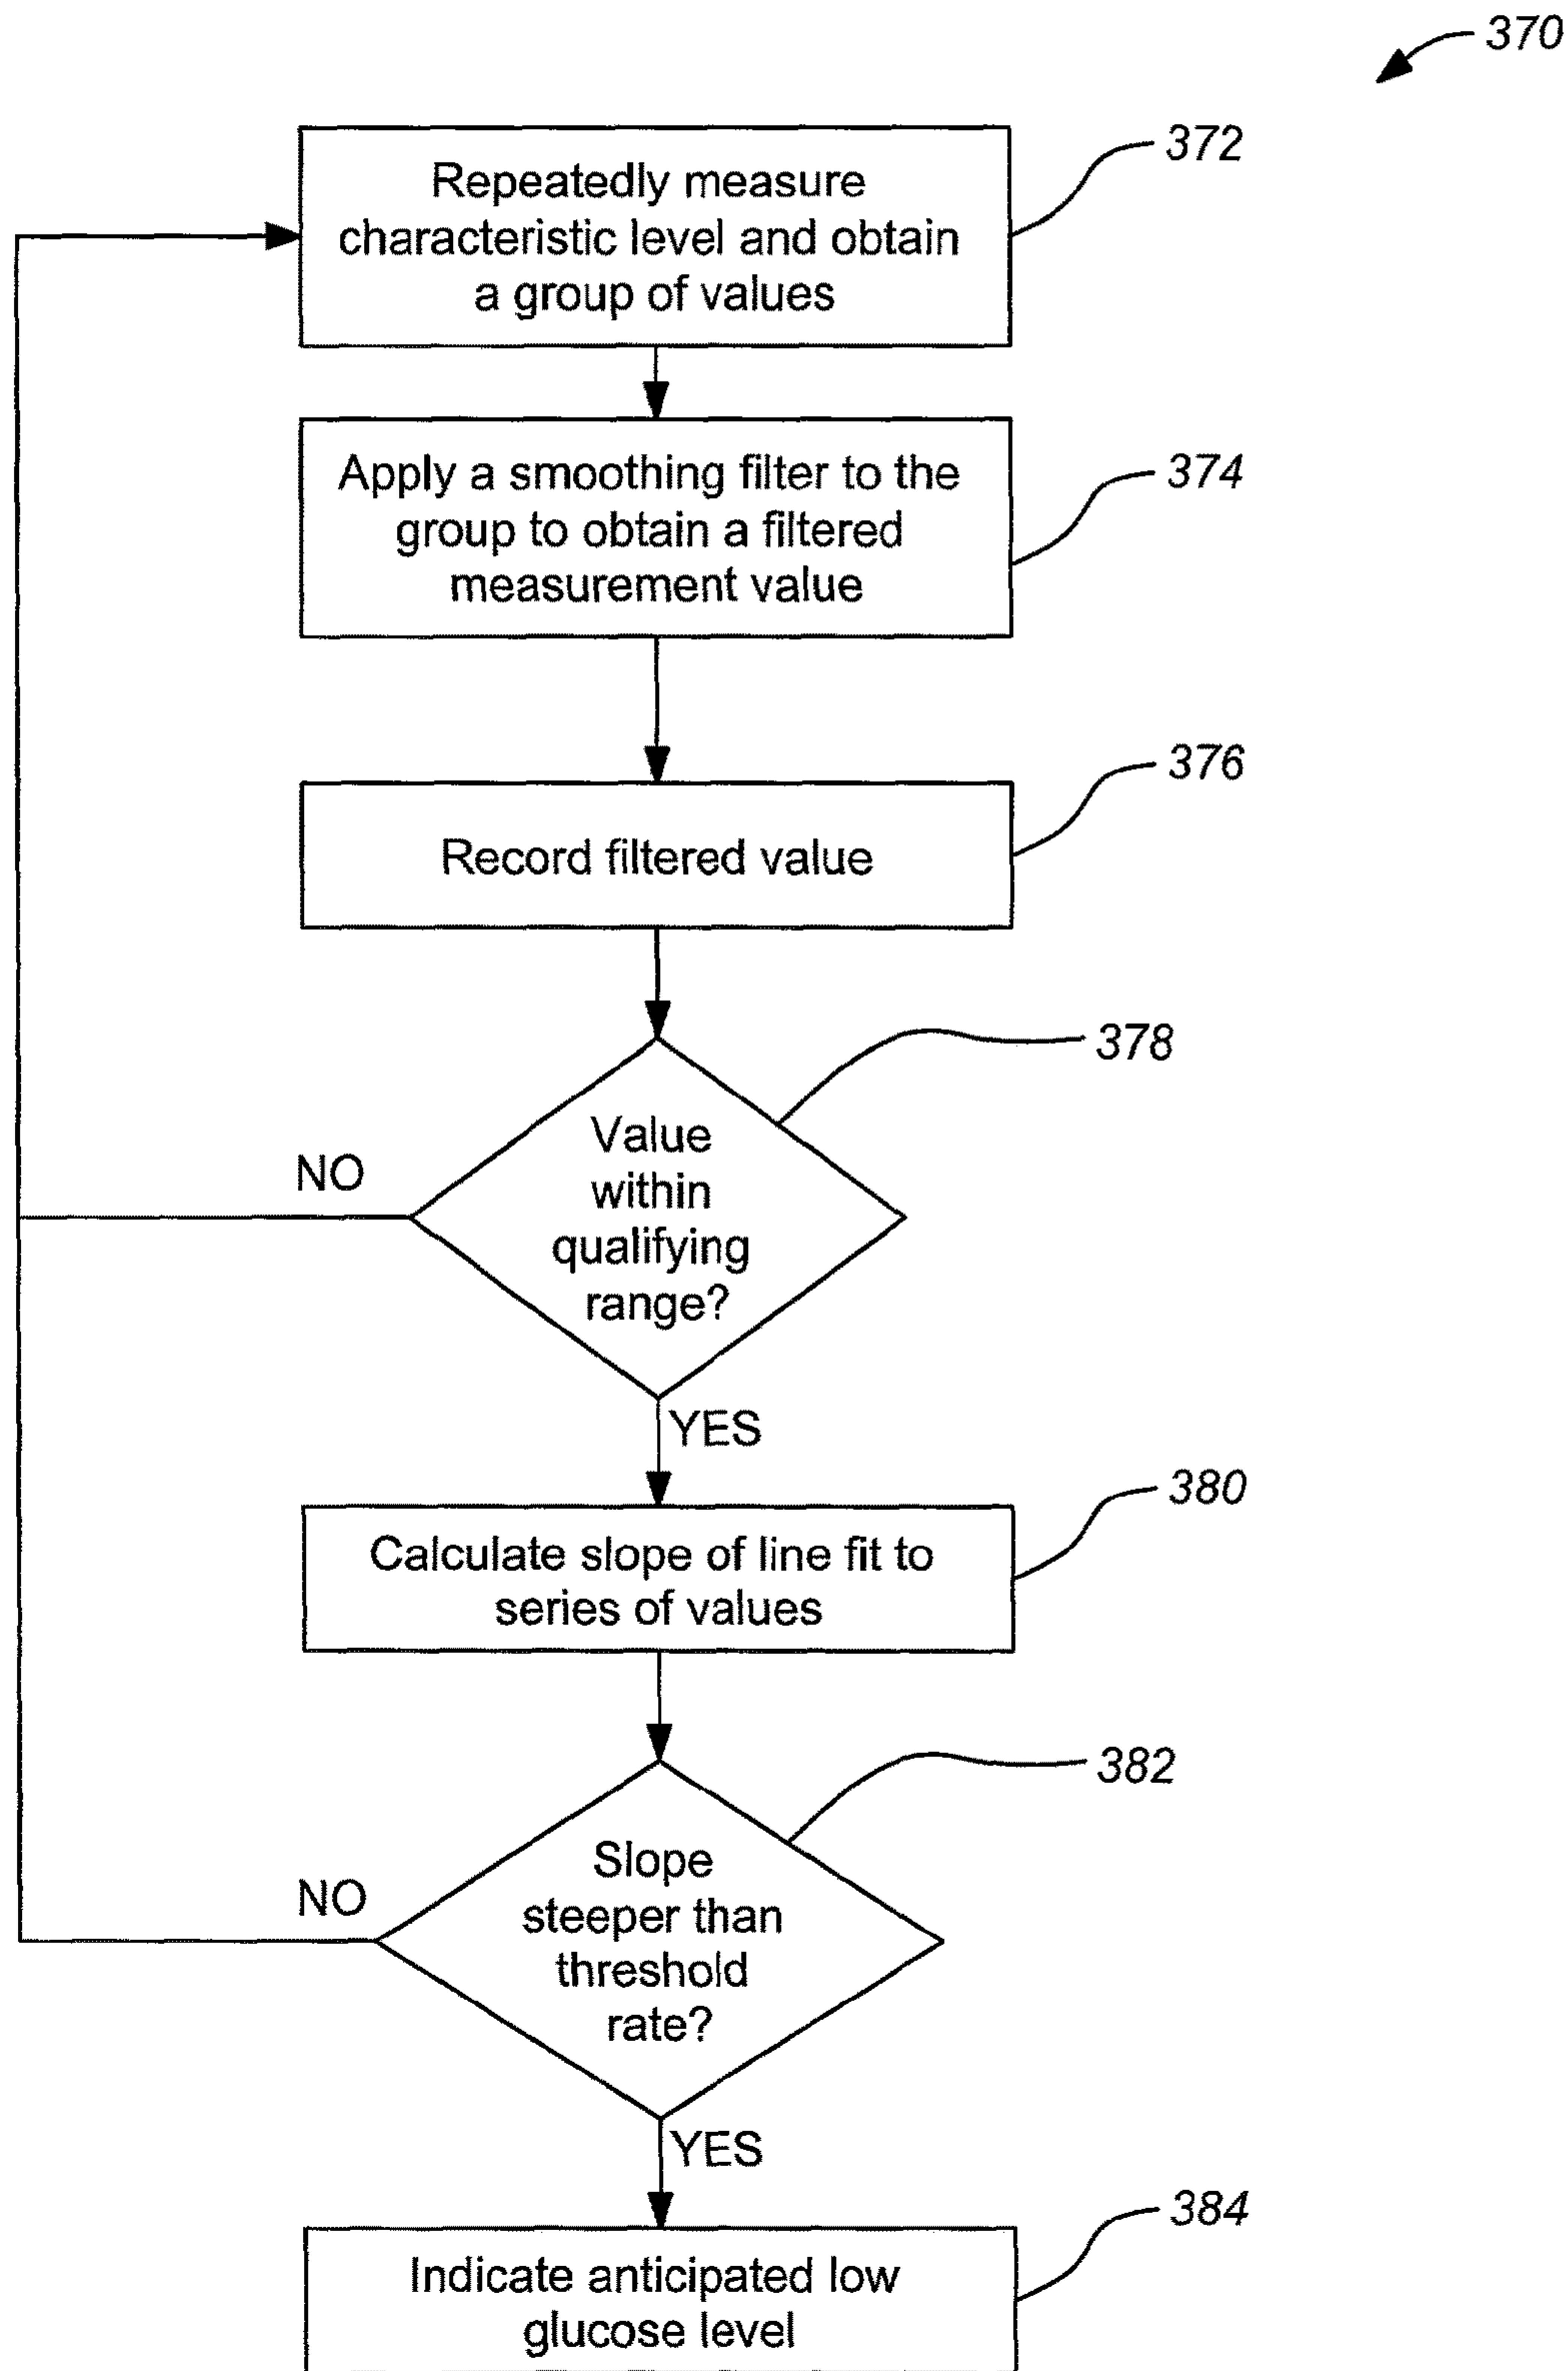 370
372
Repeatedly measure
characteristic level and obtain
a group of values
374
Apply a smoothing filter to the
group to obtain a filtered
measurement value
376
Record filtered value
378
Value
within
qualifying
range?
NO
YES
380
Calculate slope of line fit to
series of values
382
Slope
steeper than
threshold
rate?
NO
YES
384
Indicate anticipated low
glucose level